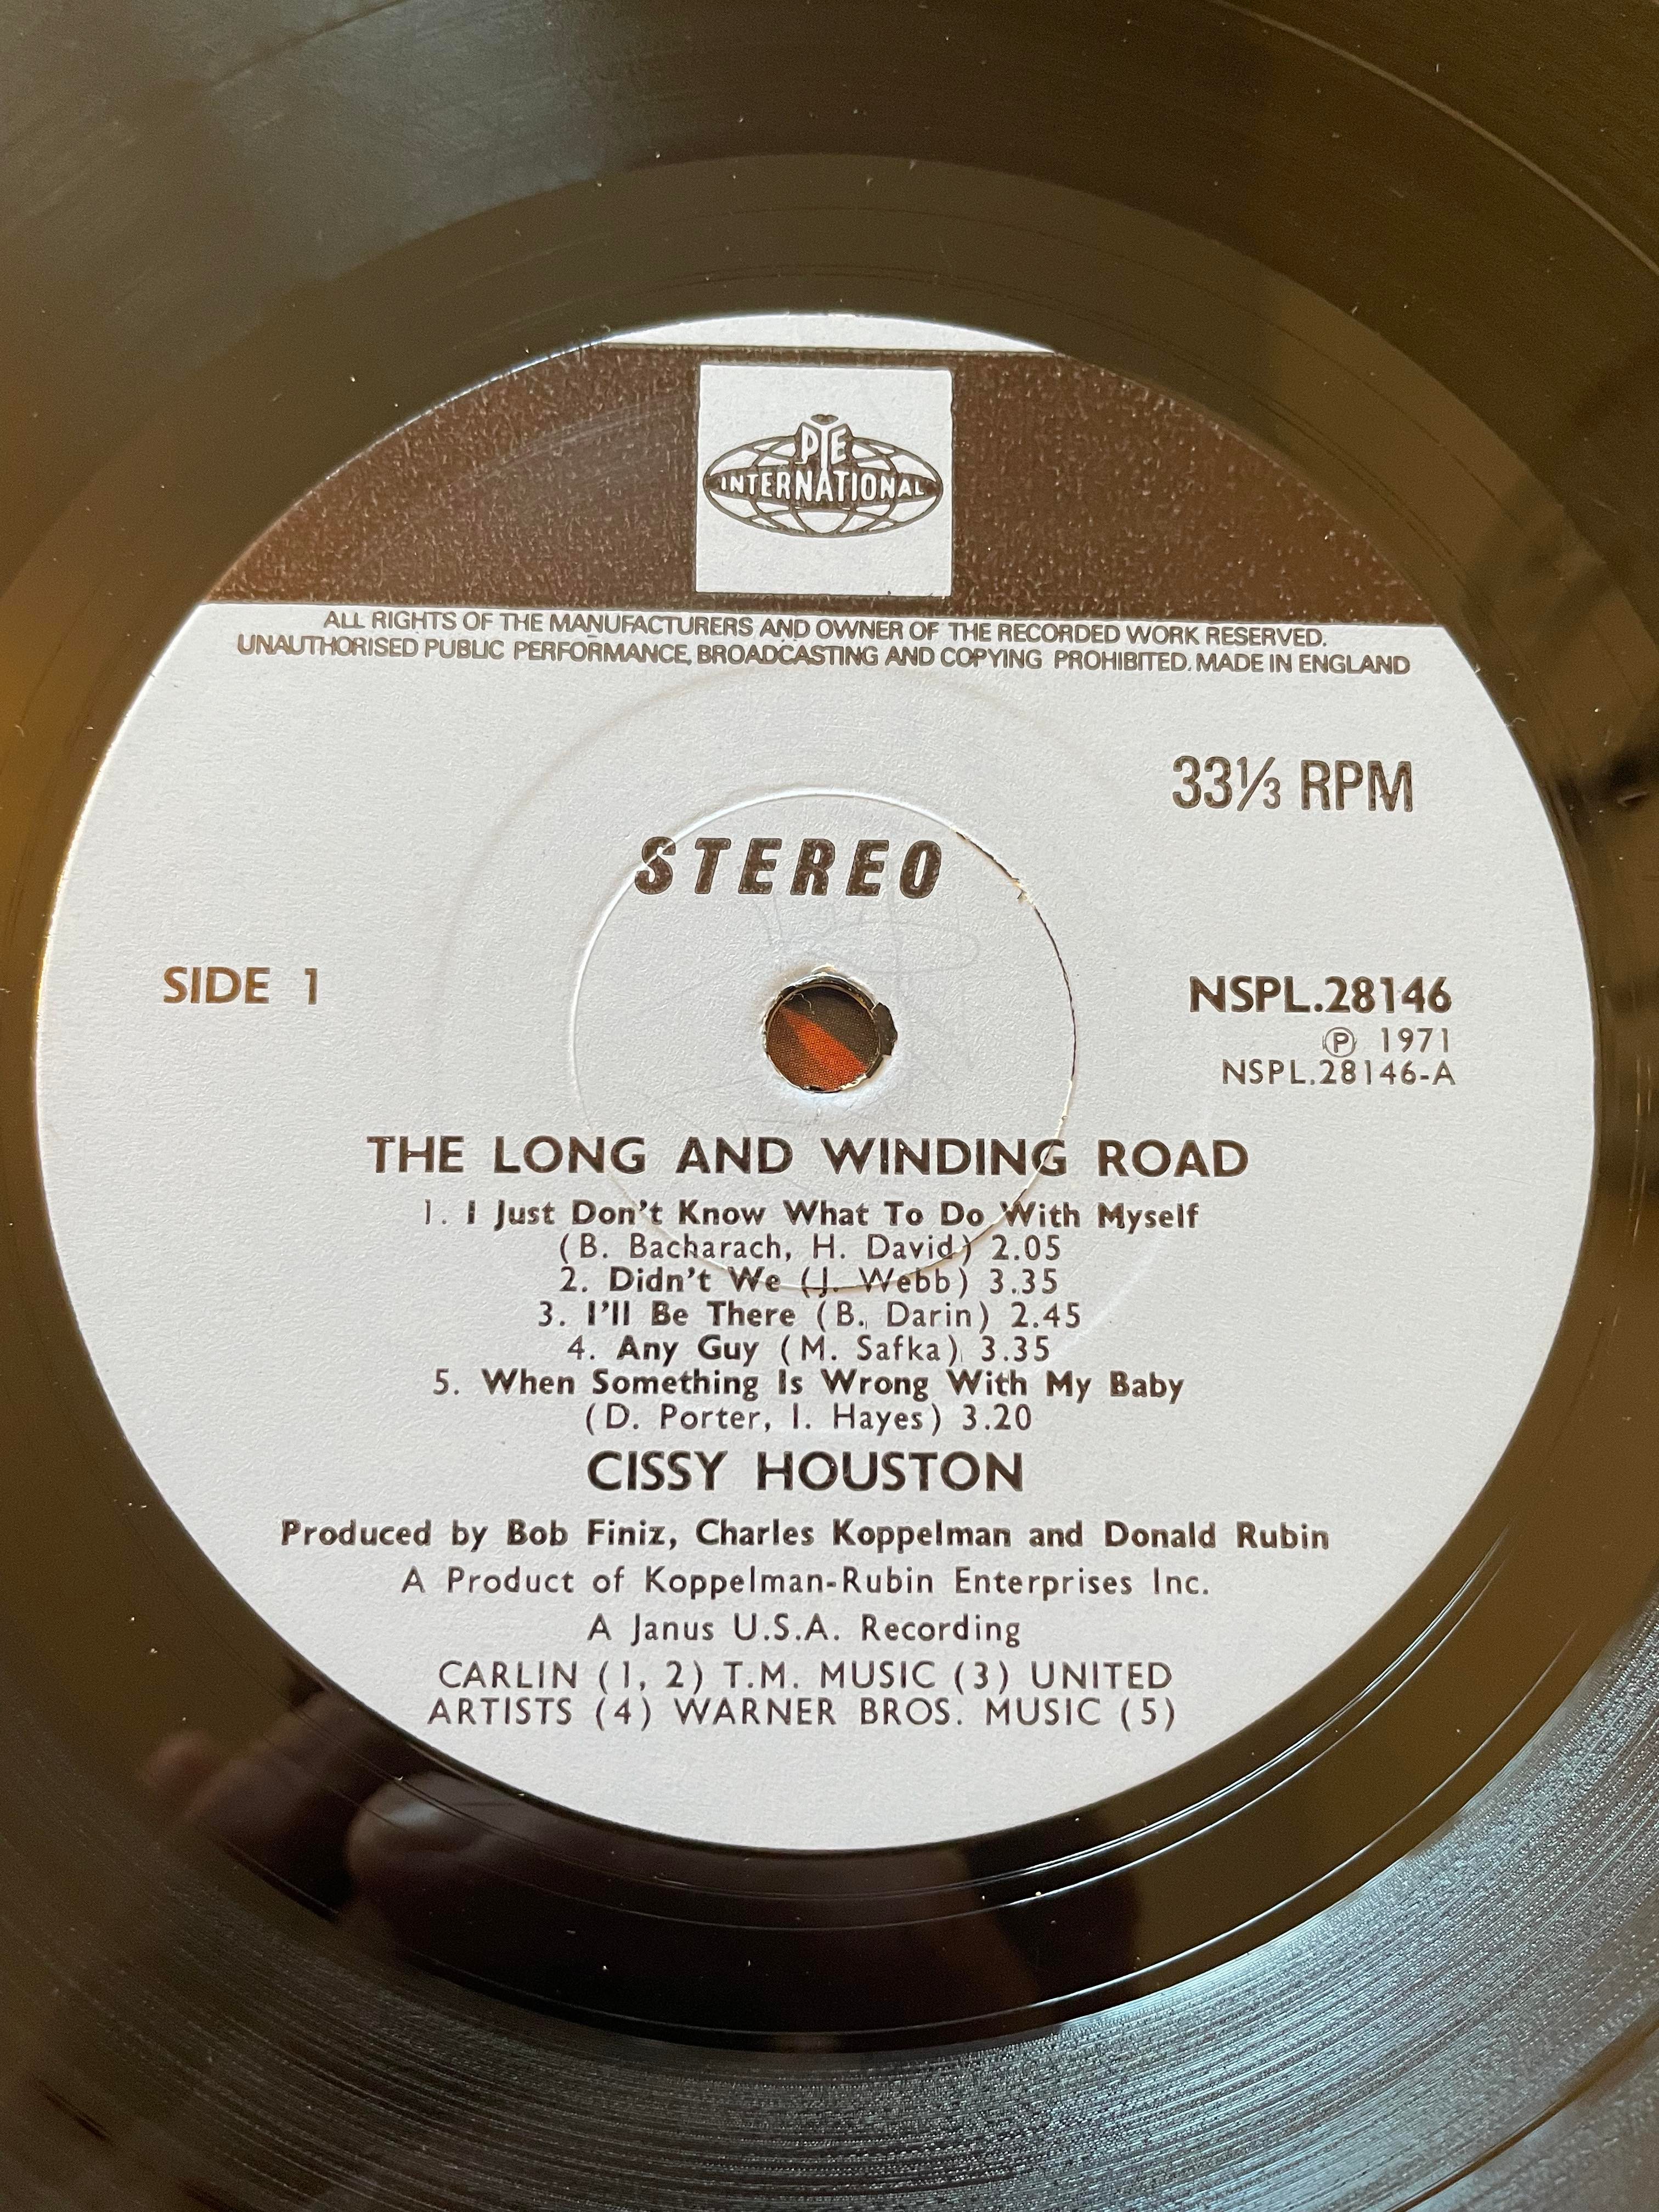 PYE
INTERNATIONAL
ALL RIGHTS OF THE MANUFACTURERS AND OWNER OF THE RECORDED WORK RESERVED.
UNAUTHORISED PUBLIC PERFORMANCE, BROADCASTING AND COPYING PROHIBITED. MADE IN ENGLAND
33⅓ RPM
STEREO
SIDE 1
NSPL.28146
Ⓟ 1971
NSPL.28146-A
THE LONG AND WINDING ROAD
1. I Just Don't Know What To Do With Myself
(B. Bacharach, H. David) 2.05
2. Didn't We (J. Webb) 3.35
3. I'll Be There (B. Darin) 2.45
4. Any Guy (M. Safka) 3.35
5. When Something Is Wrong With My Baby
(D. Porter, I. Hayes) 3.20
CISSY HOUSTON
Produced by Bob Finiz, Charles Koppelman and Donald Rubin
A Product of Koppelman-Rubin Enterprises Inc.
A Janus U.S.A. Recording
CARLIN (1, 2) T.M. MUSIC (3) UNITED
ARTISTS (4) WARNER BROS. MUSIC (5)